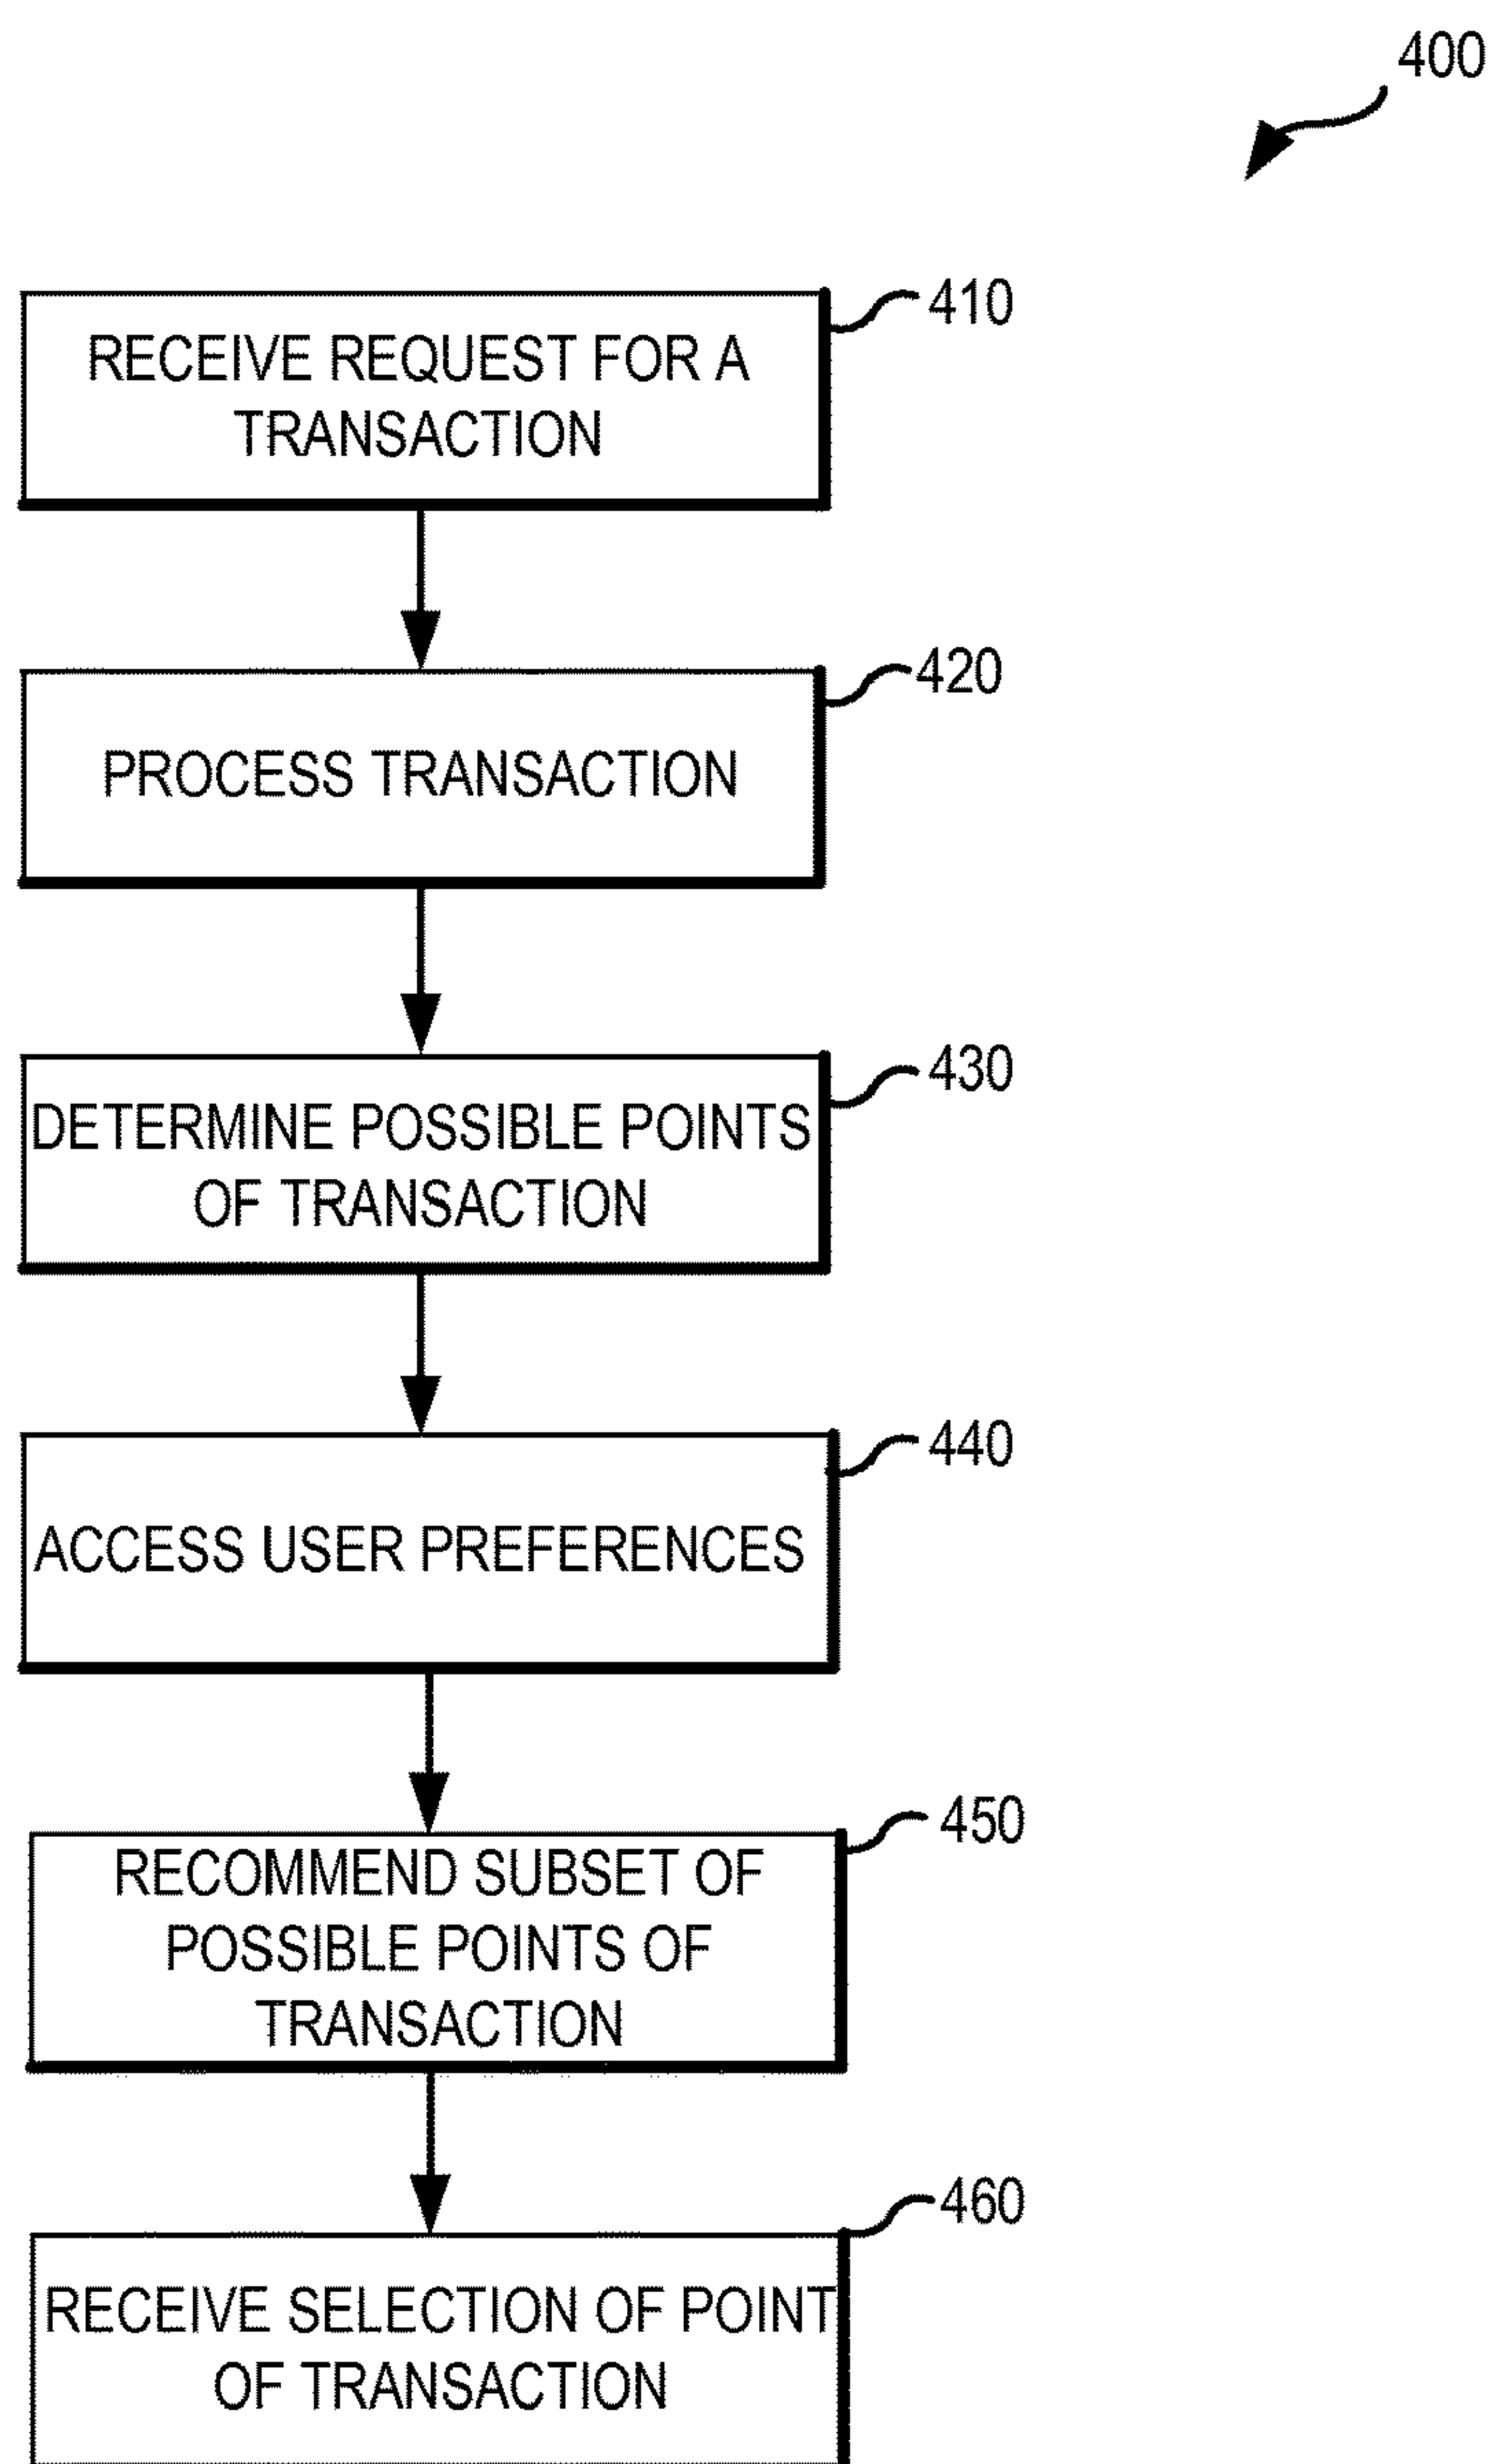 400
410
RECEIVE REQUEST FOR A
TRANSACTION
420
PROCESS TRANSACTION
430
DETERMINE POSSIBLE POINTS
OF TRANSACTION
440
ACCESS USER PREFERENCES
450
RECOMMEND SUBSET OF
POSSIBLE POINTS OF
TRANSACTION
460
RECEIVE SELECTION OF POINT
OF TRANSACTION